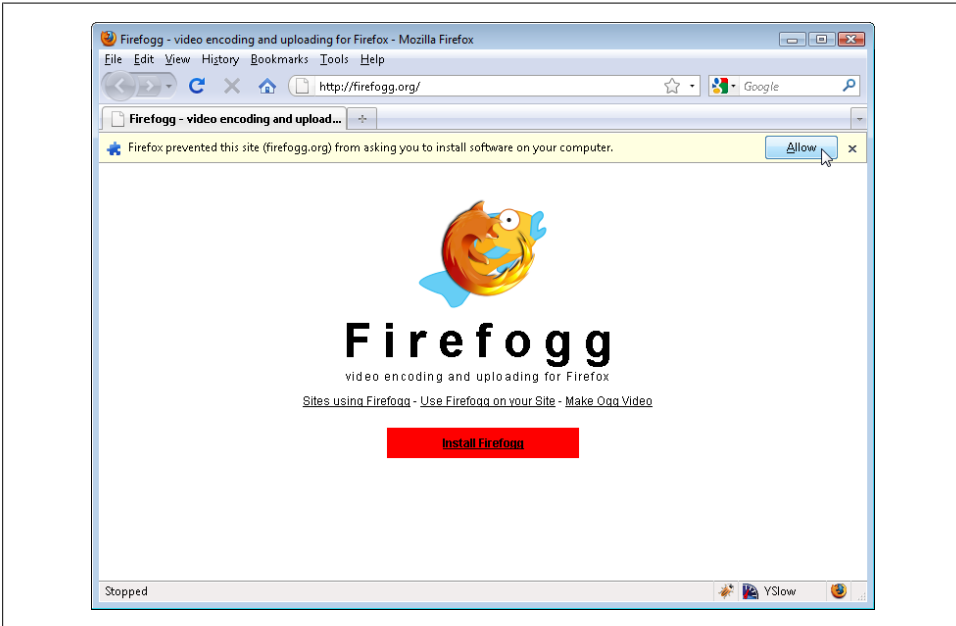 Firefogg - video encoding and uploading for Firefox - Mozilla Firefox
File Edit View History Bookmarks Tools Help
http://firefogg.org/ Google
Firefogg - video encoding and upload...
Firefox prevented this site (firefogg.org) from asking you to install software on your computer. Allow
Firefogg
video encoding and uploading for Firefox
Sites using Firefogg - Use Firefogg on your Site - Make Ogg Video
Install Firefogg
Stopped YSlow